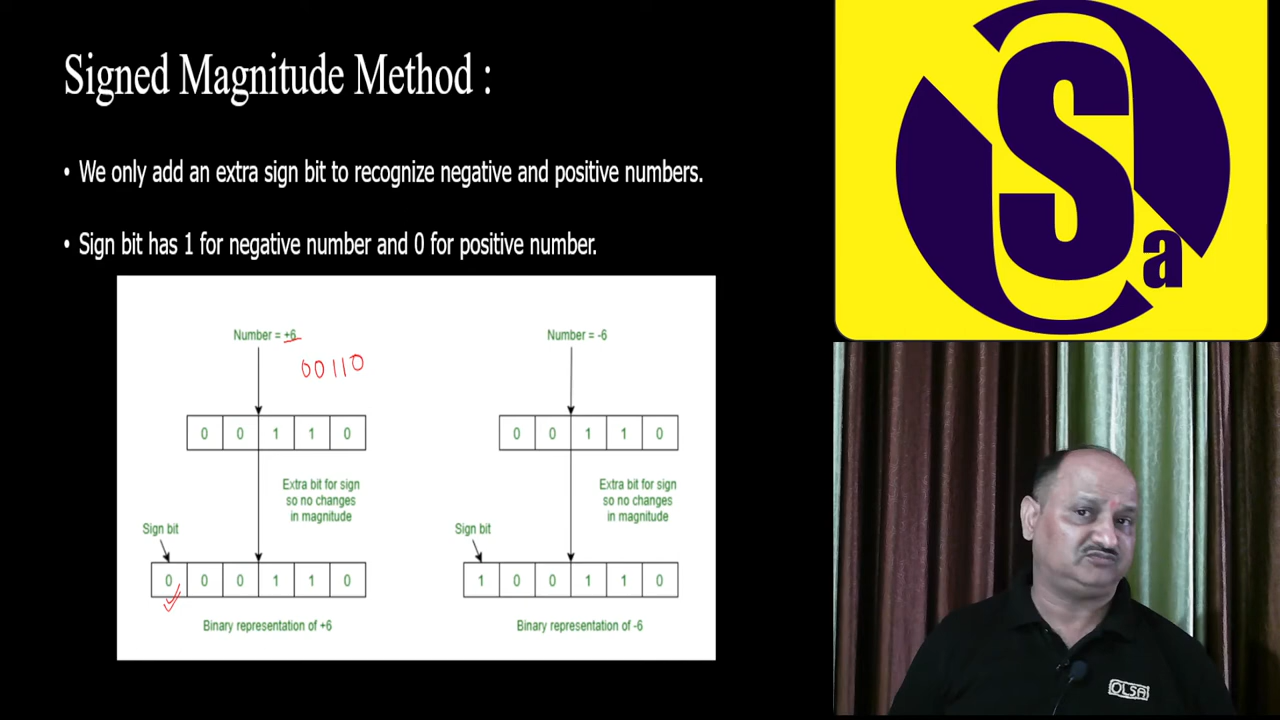 Signed Magnitude Method :
• We only add an extra sign bit to recognize negative and positive numbers.
• Sign bit has 1 for negative number and 0 for positive number.
Number = +6
00110
0 0 1 1 0
Extra bit for sign
so no changes
in magnitude
Sign bit
0 0 0 1 1 0
Binary representation of +6
Number = -6
0 0 1 1 0
Extra bit for sign
so no changes
in magnitude
Sign bit
1 0 0 1 1 0
Binary representation of -6
S
a
OLSA